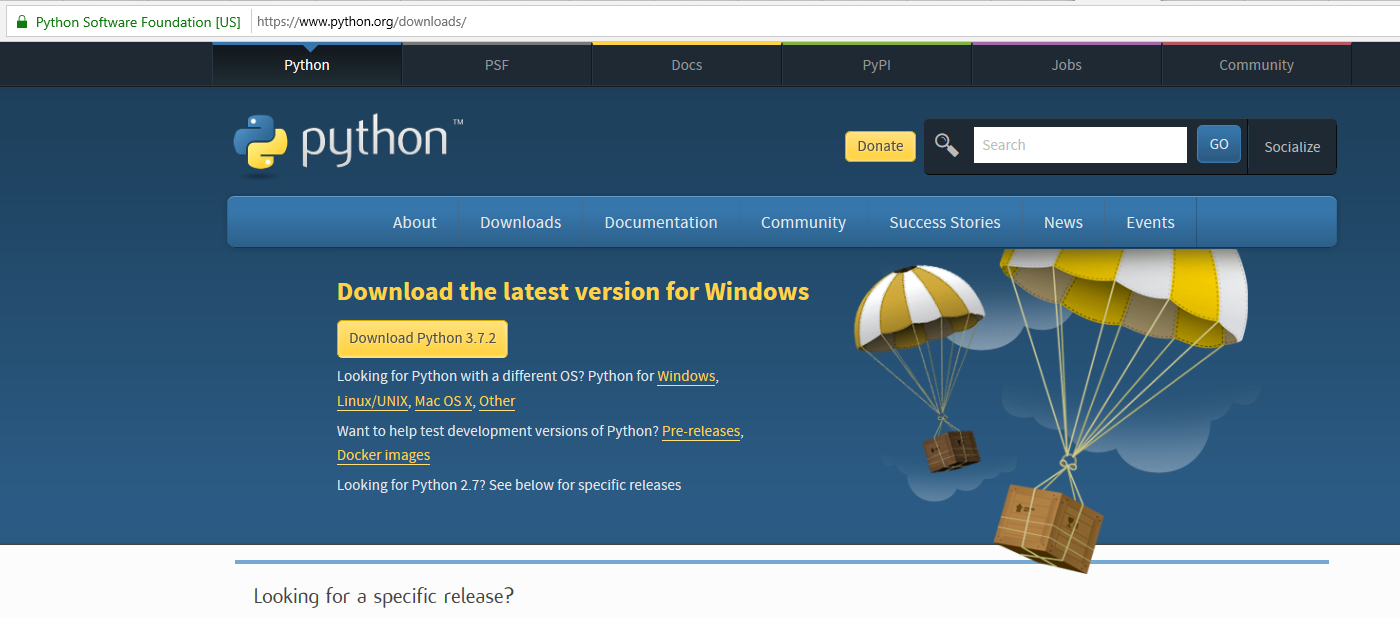 Python Software Foundation [US] https://www.python.org/downloads/
Python PSF Docs PyPI Jobs Community
python™
Donate Search GO Socialize
About Downloads Documentation Community Success Stories News Events
Download the latest version for Windows
Download Python 3.7.2
Looking for Python with a different OS? Python for Windows,
Linux/UNIX, Mac OS X, Other
Want to help test development versions of Python? Pre-releases,
Docker images
Looking for Python 2.7? See below for specific releases
Looking for a specific release?